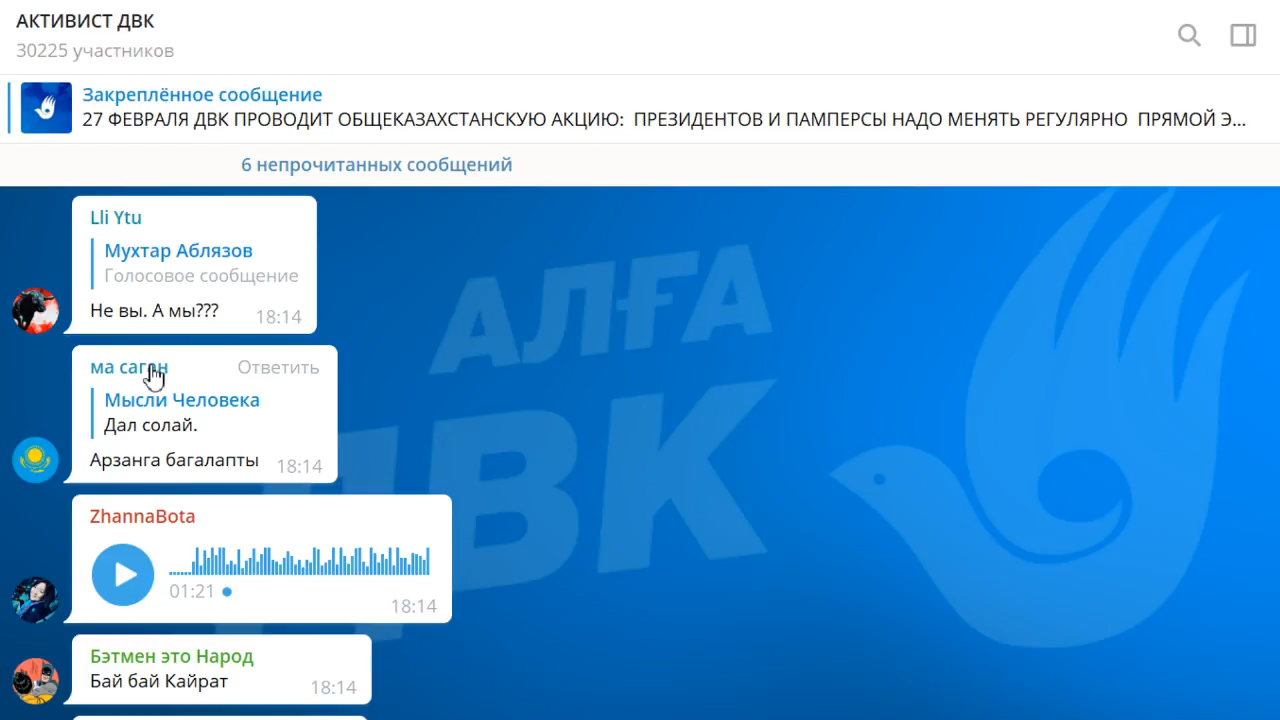 АКТИВИСТ ДВК
30225 участников
Закреплённое сообщение
27 ФЕВРАЛЯ ДВК ПРОВОДИТ ОБЩЕКАЗАХСТАНСКУЮ АКЦИЮ: ПРЕЗИДЕНТОВ И ПАМПЕРСЫ НАДО МЕНЯТЬ РЕГУЛЯРНО ПРЯМОЙ Э...
6 непрочитанных сообщений
Lli Ytu
Мухтар Аблязов
Голосовое сообщение
Не вы. А мы???
18:14
ма саган
Ответить
Мысли Человека
Дал солай.
Арзанга багалапты
18:14
ZhannaBota
01:21
18:14
Бэтмен это Народ
Бай бай Кайрат
18:14
АЛҒА
ДВК